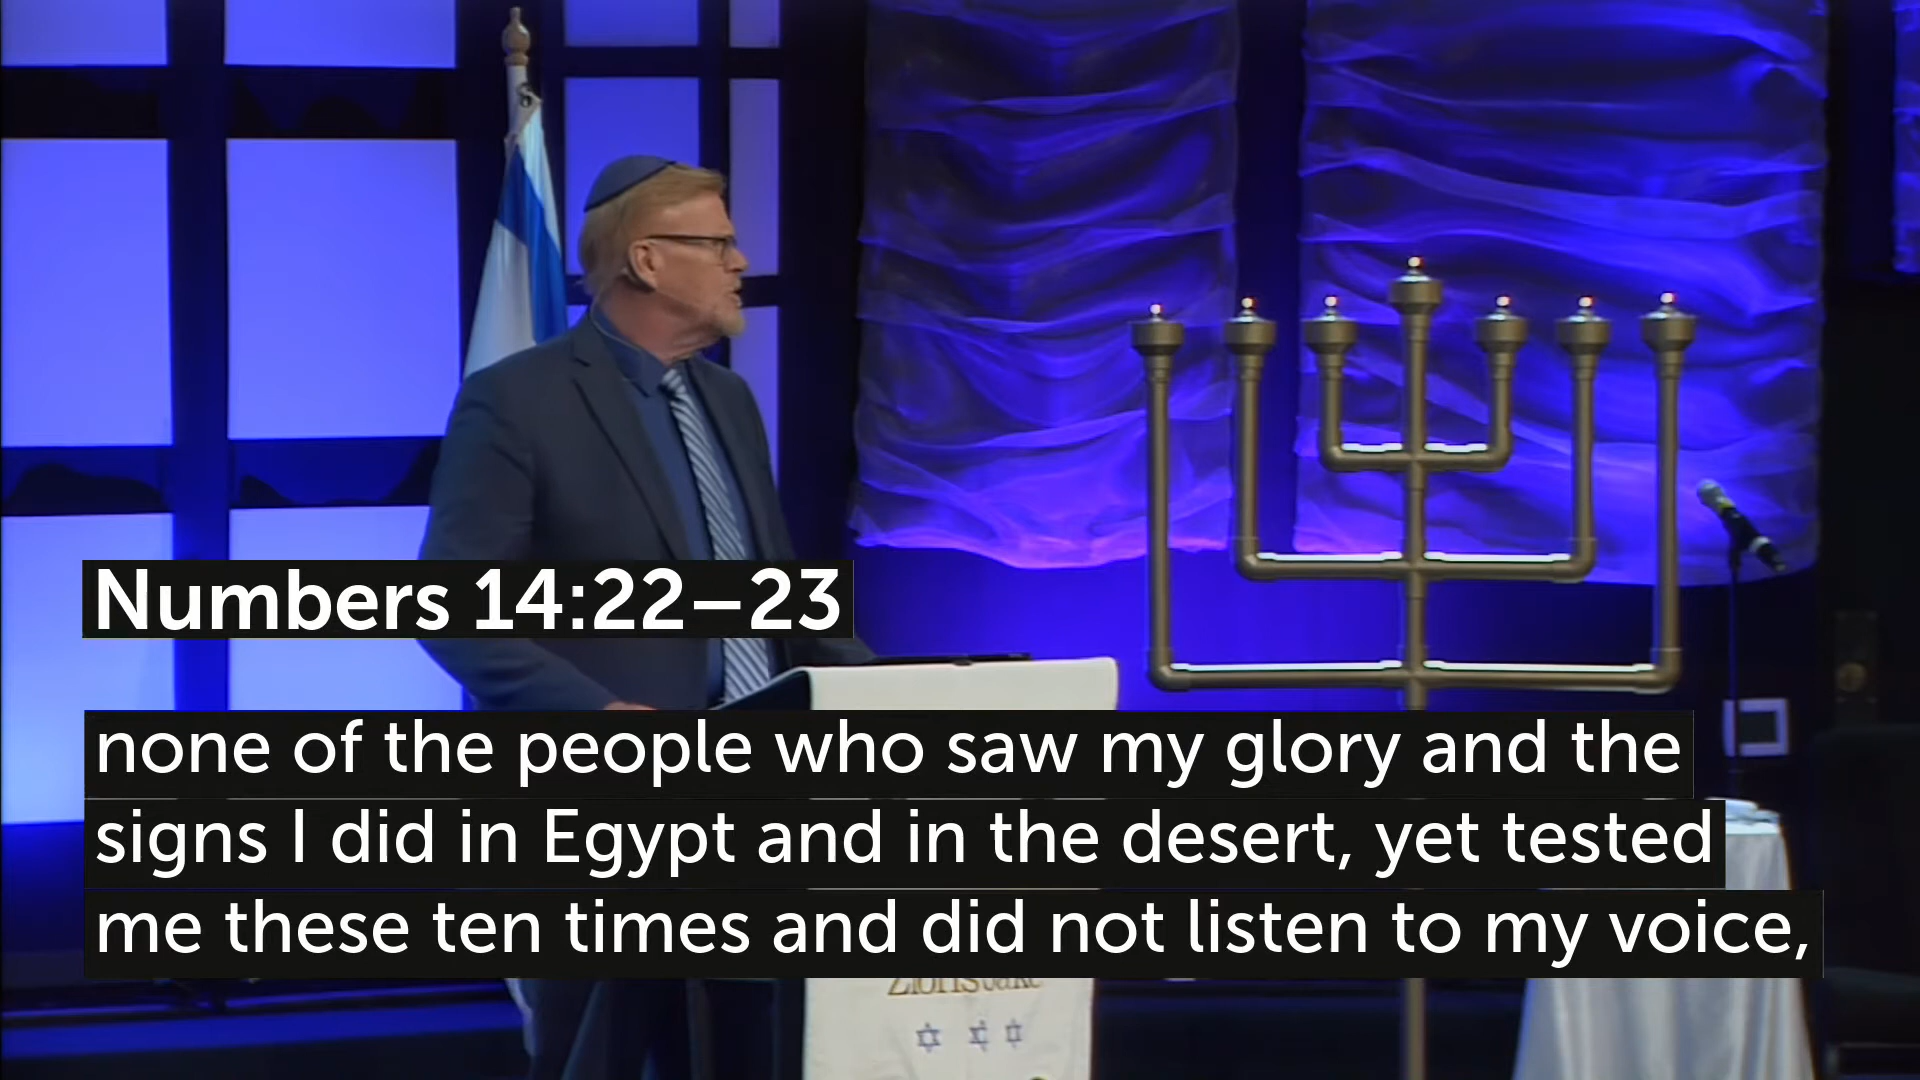 Numbers 14:22–23
none of the people who saw my glory and the
signs I did in Egypt and in the desert, yet tested
me these ten times and did not listen to my voice,